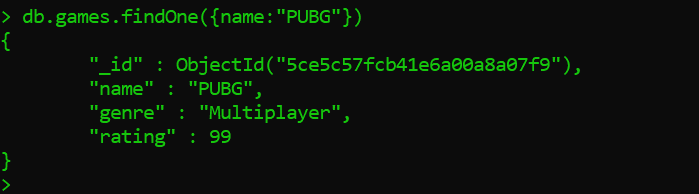 > db.games.findOne({name:"PUBG"})
{
        "_id" : ObjectId("5ce5c57fcb41e6a00a8a07f9"),
        "name" : "PUBG",
        "genre" : "Multiplayer",
        "rating" : 99
}
>